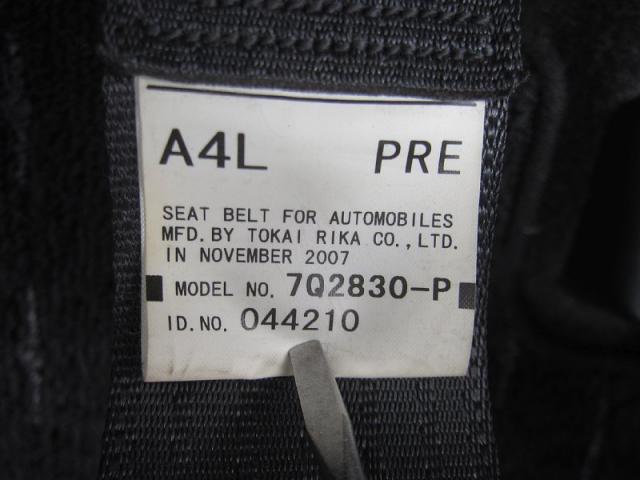 A4L PRE
SEAT BELT FOR AUTOMOBILES
MFD. BY TOKAI RIKA CO., LTD.
IN NOVEMBER 2007
MODEL NO. 7Q2830-P
ID. NO. 044210